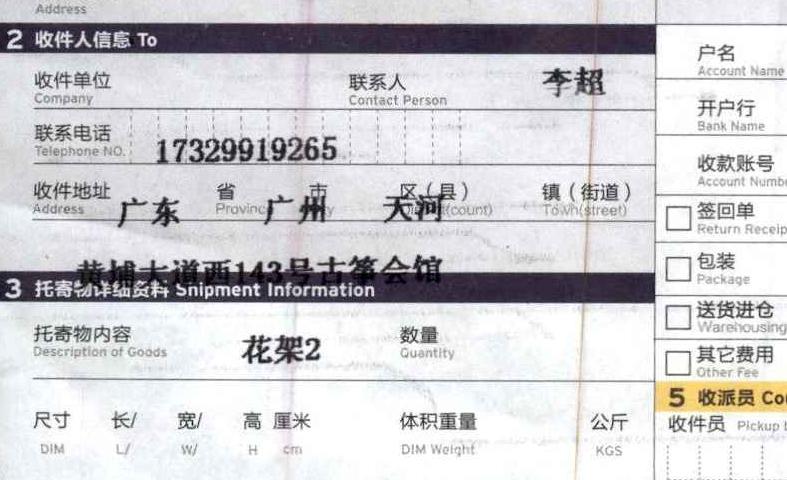 Address
2 收件人信息 To
收件单位 联系人 李超
Company Contact Person
联系电话 17329919265
Telephone NO.
收件地址 省 市 区（县） 镇（街道）
Address 广东 Provinc 广州 天河 (count) Town(street)
黄埔大道西143号古筝会馆
3 托寄物详细资料 Shipment Information
托寄物内容 花架2 数量
Description of Goods Quantity
尺寸 长/ 宽/ 高 厘米 体积重量 公斤
DIM L/ W/ H cm DIM Weight KGS
户名
Account Name
开户行
Bank Name
收款账号
Account Numb
签回单
Return Receip
包装
Package
送货进仓
Warehousing
其它费用
Other Fee
5 收派员 Co
收件员 Pickup